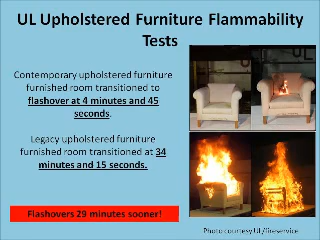 UL Upholstered Furniture Flammability
Tests
Contemporary upholstered furniture
furnished room transitioned to
flashover at 4 minutes and 45
seconds.
Legacy upholstered furniture
furnished room transitioned at 34
minutes and 15 seconds.
Flashovers 29 minutes sooner!
Photo courtesy UL/fireservice